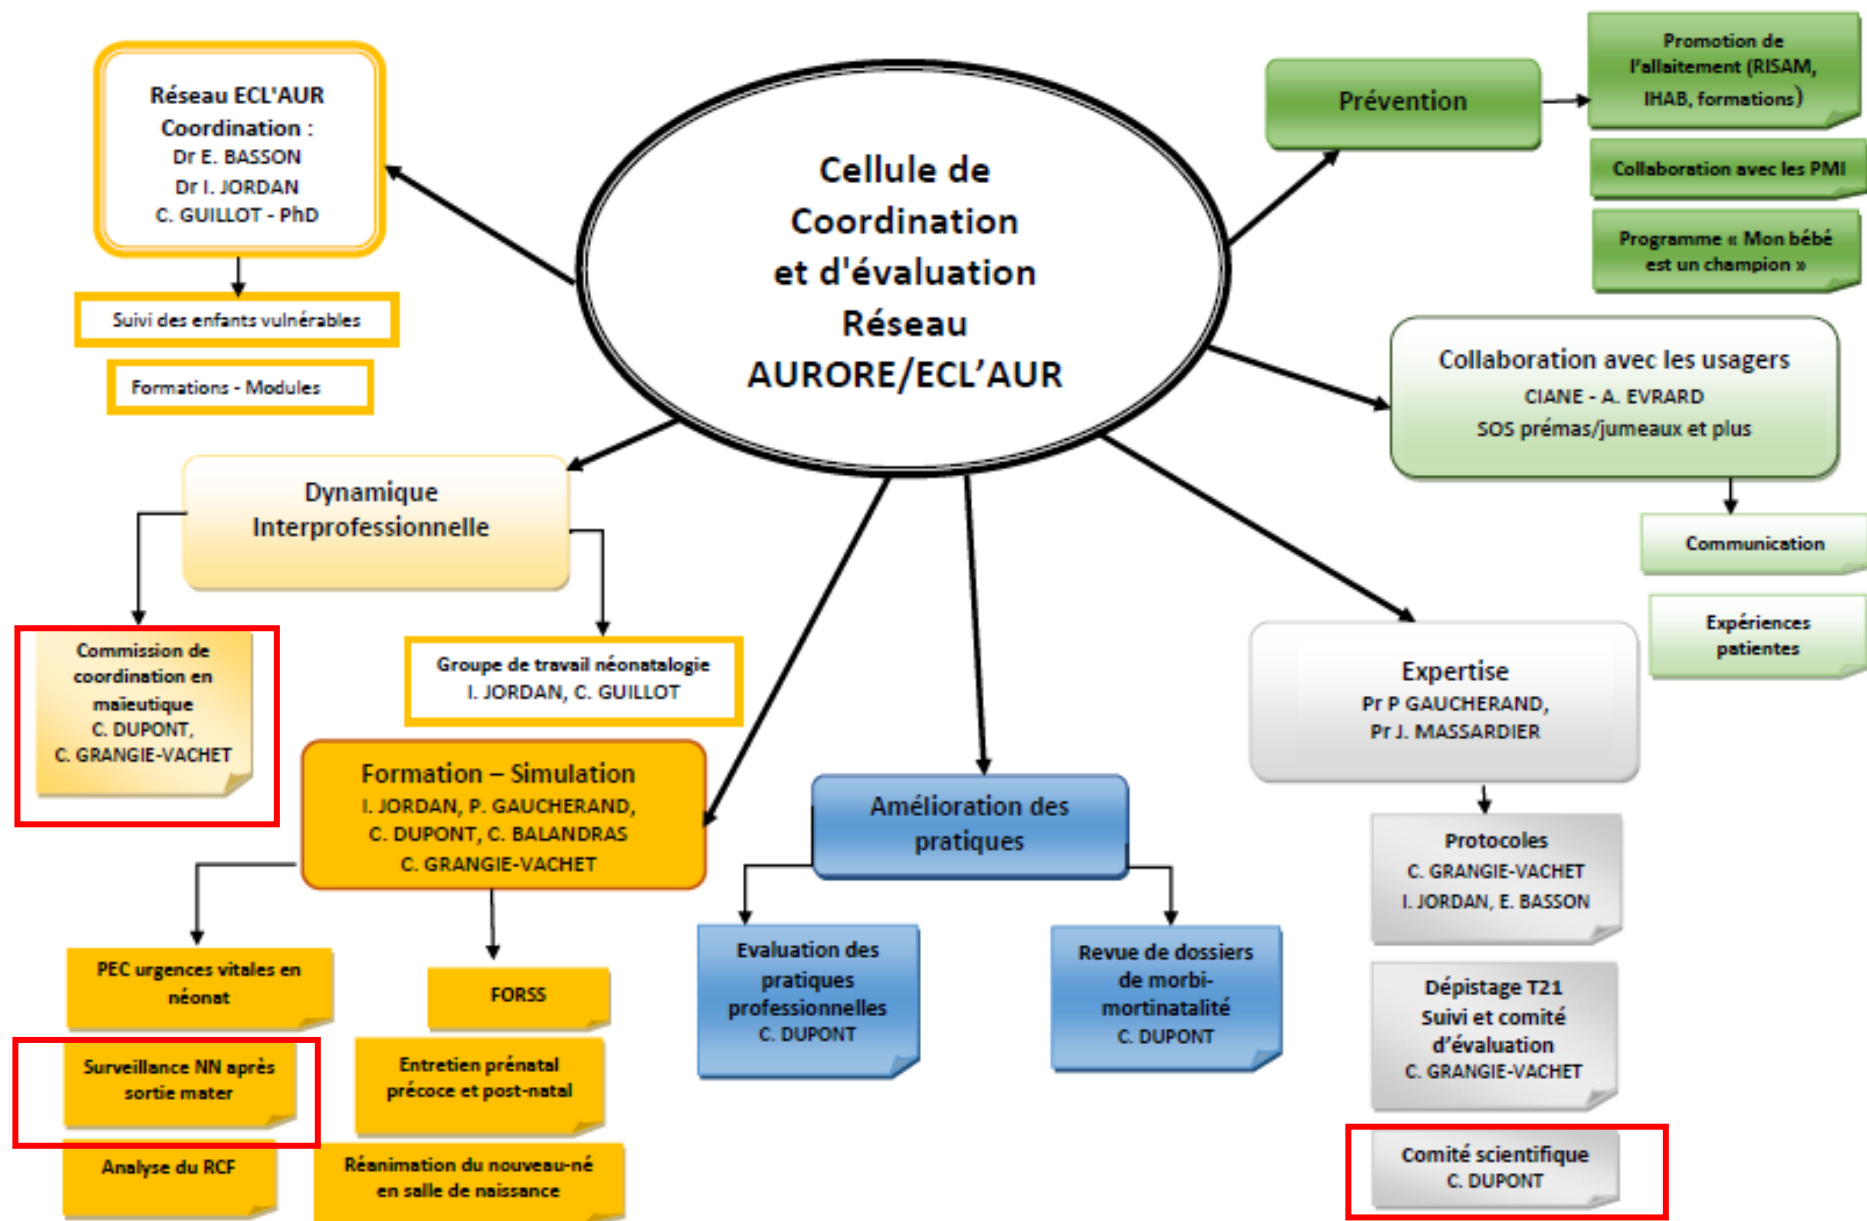 Réseau ECL'AUR
Coordination :
Dr E. BASSON
Dr I. JORDAN
C. GUILLOT - PhD
Suivi des enfants vulnérables
Formations - Modules
Cellule de
Coordination
et d'évaluation
Réseau
AURORE/ECL’AUR
Prévention
Promotion de
l’allaitement (RISAM,
IHAB, formations)
Collaboration avec les PMI
Programme « Mon bébé
est un champion »
Collaboration avec les usagers
CIANE - A. EVRARD
SOS prémas/jumeaux et plus
Communication
Expériences
patientes
Dynamique
Interprofessionnelle
Commission de
coordination en
maïeutique
C. DUPONT,
C. GRANGIE-VACHET
Groupe de travail néonatalogie
I. JORDAN, C. GUILLOT
Formation – Simulation
I. JORDAN, P. GAUCHERAND,
C. DUPONT, C. BALANDRAS
C. GRANGIE-VACHET
PEC urgences vitales en
néonat
Surveillance NN après
sortie mater
Analyse du RCF
FORSS
Entretien prénatal
précoce et post-natal
Réanimation du nouveau-né
en salle de naissance
Amélioration des
pratiques
Evaluation des
pratiques
professionnelles
C. DUPONT
Revue de dossiers
de morbi-
mortinatalité
C. DUPONT
Expertise
Pr P GAUCHERAND,
Pr J. MASSARDIER
Protocoles
C. GRANGIE-VACHET
I. JORDAN, E. BASSON
Dépistage T21
Suivi et comité
d’évaluation
C. GRANGIE-VACHET
Comité scientifique
C. DUPONT